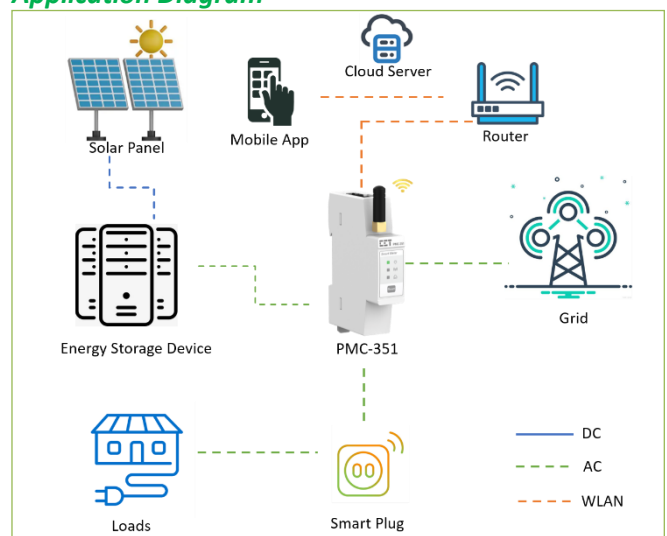 Application Diagram
Cloud Server
Solar Panel
Mobile App
Router
CET
Energy Storage Device
PMC-351
Grid
Loads
Smart Plug
DC
AC
WLAN